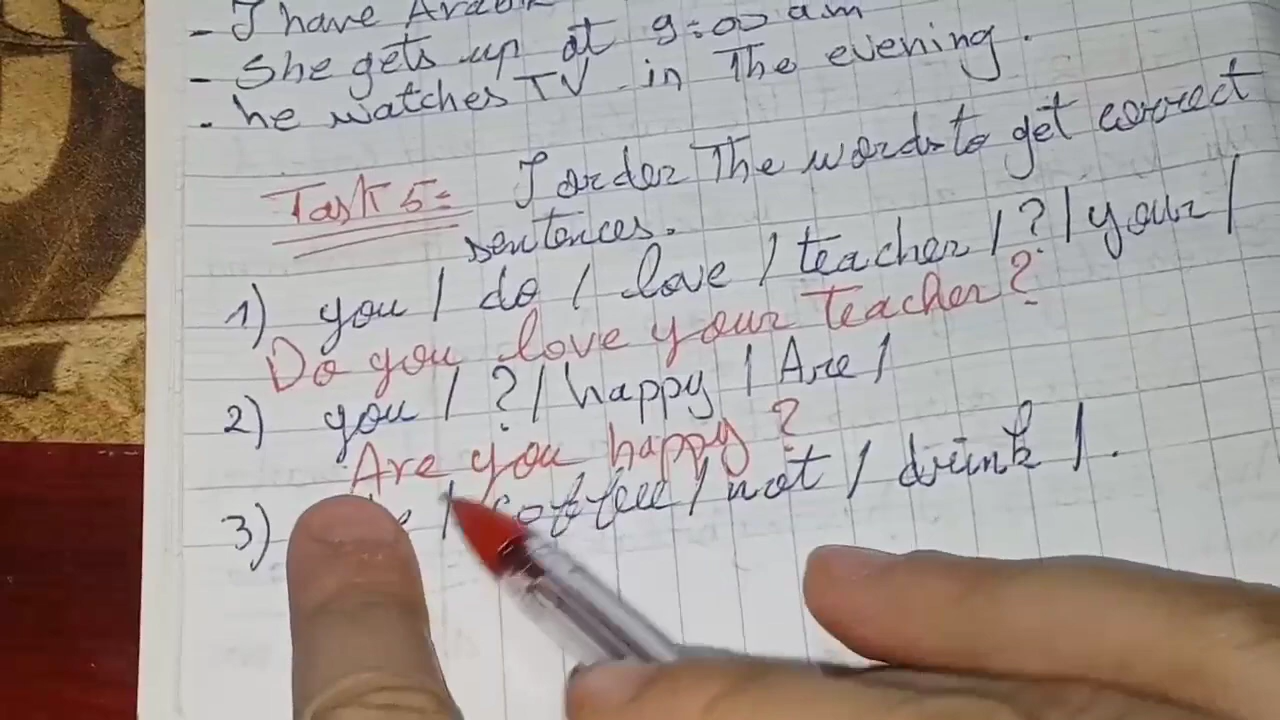 - I have Arabic
- She gets up at 9:00 am
. he watches TV in The evening.
Task 5= I order The words to get correct
sentences.
1) you / do / love / teacher / ? / your /
Do you love your teacher?
2) you / ? / happy / Are /
Are you happy?
3) / coffee / not / drink / .